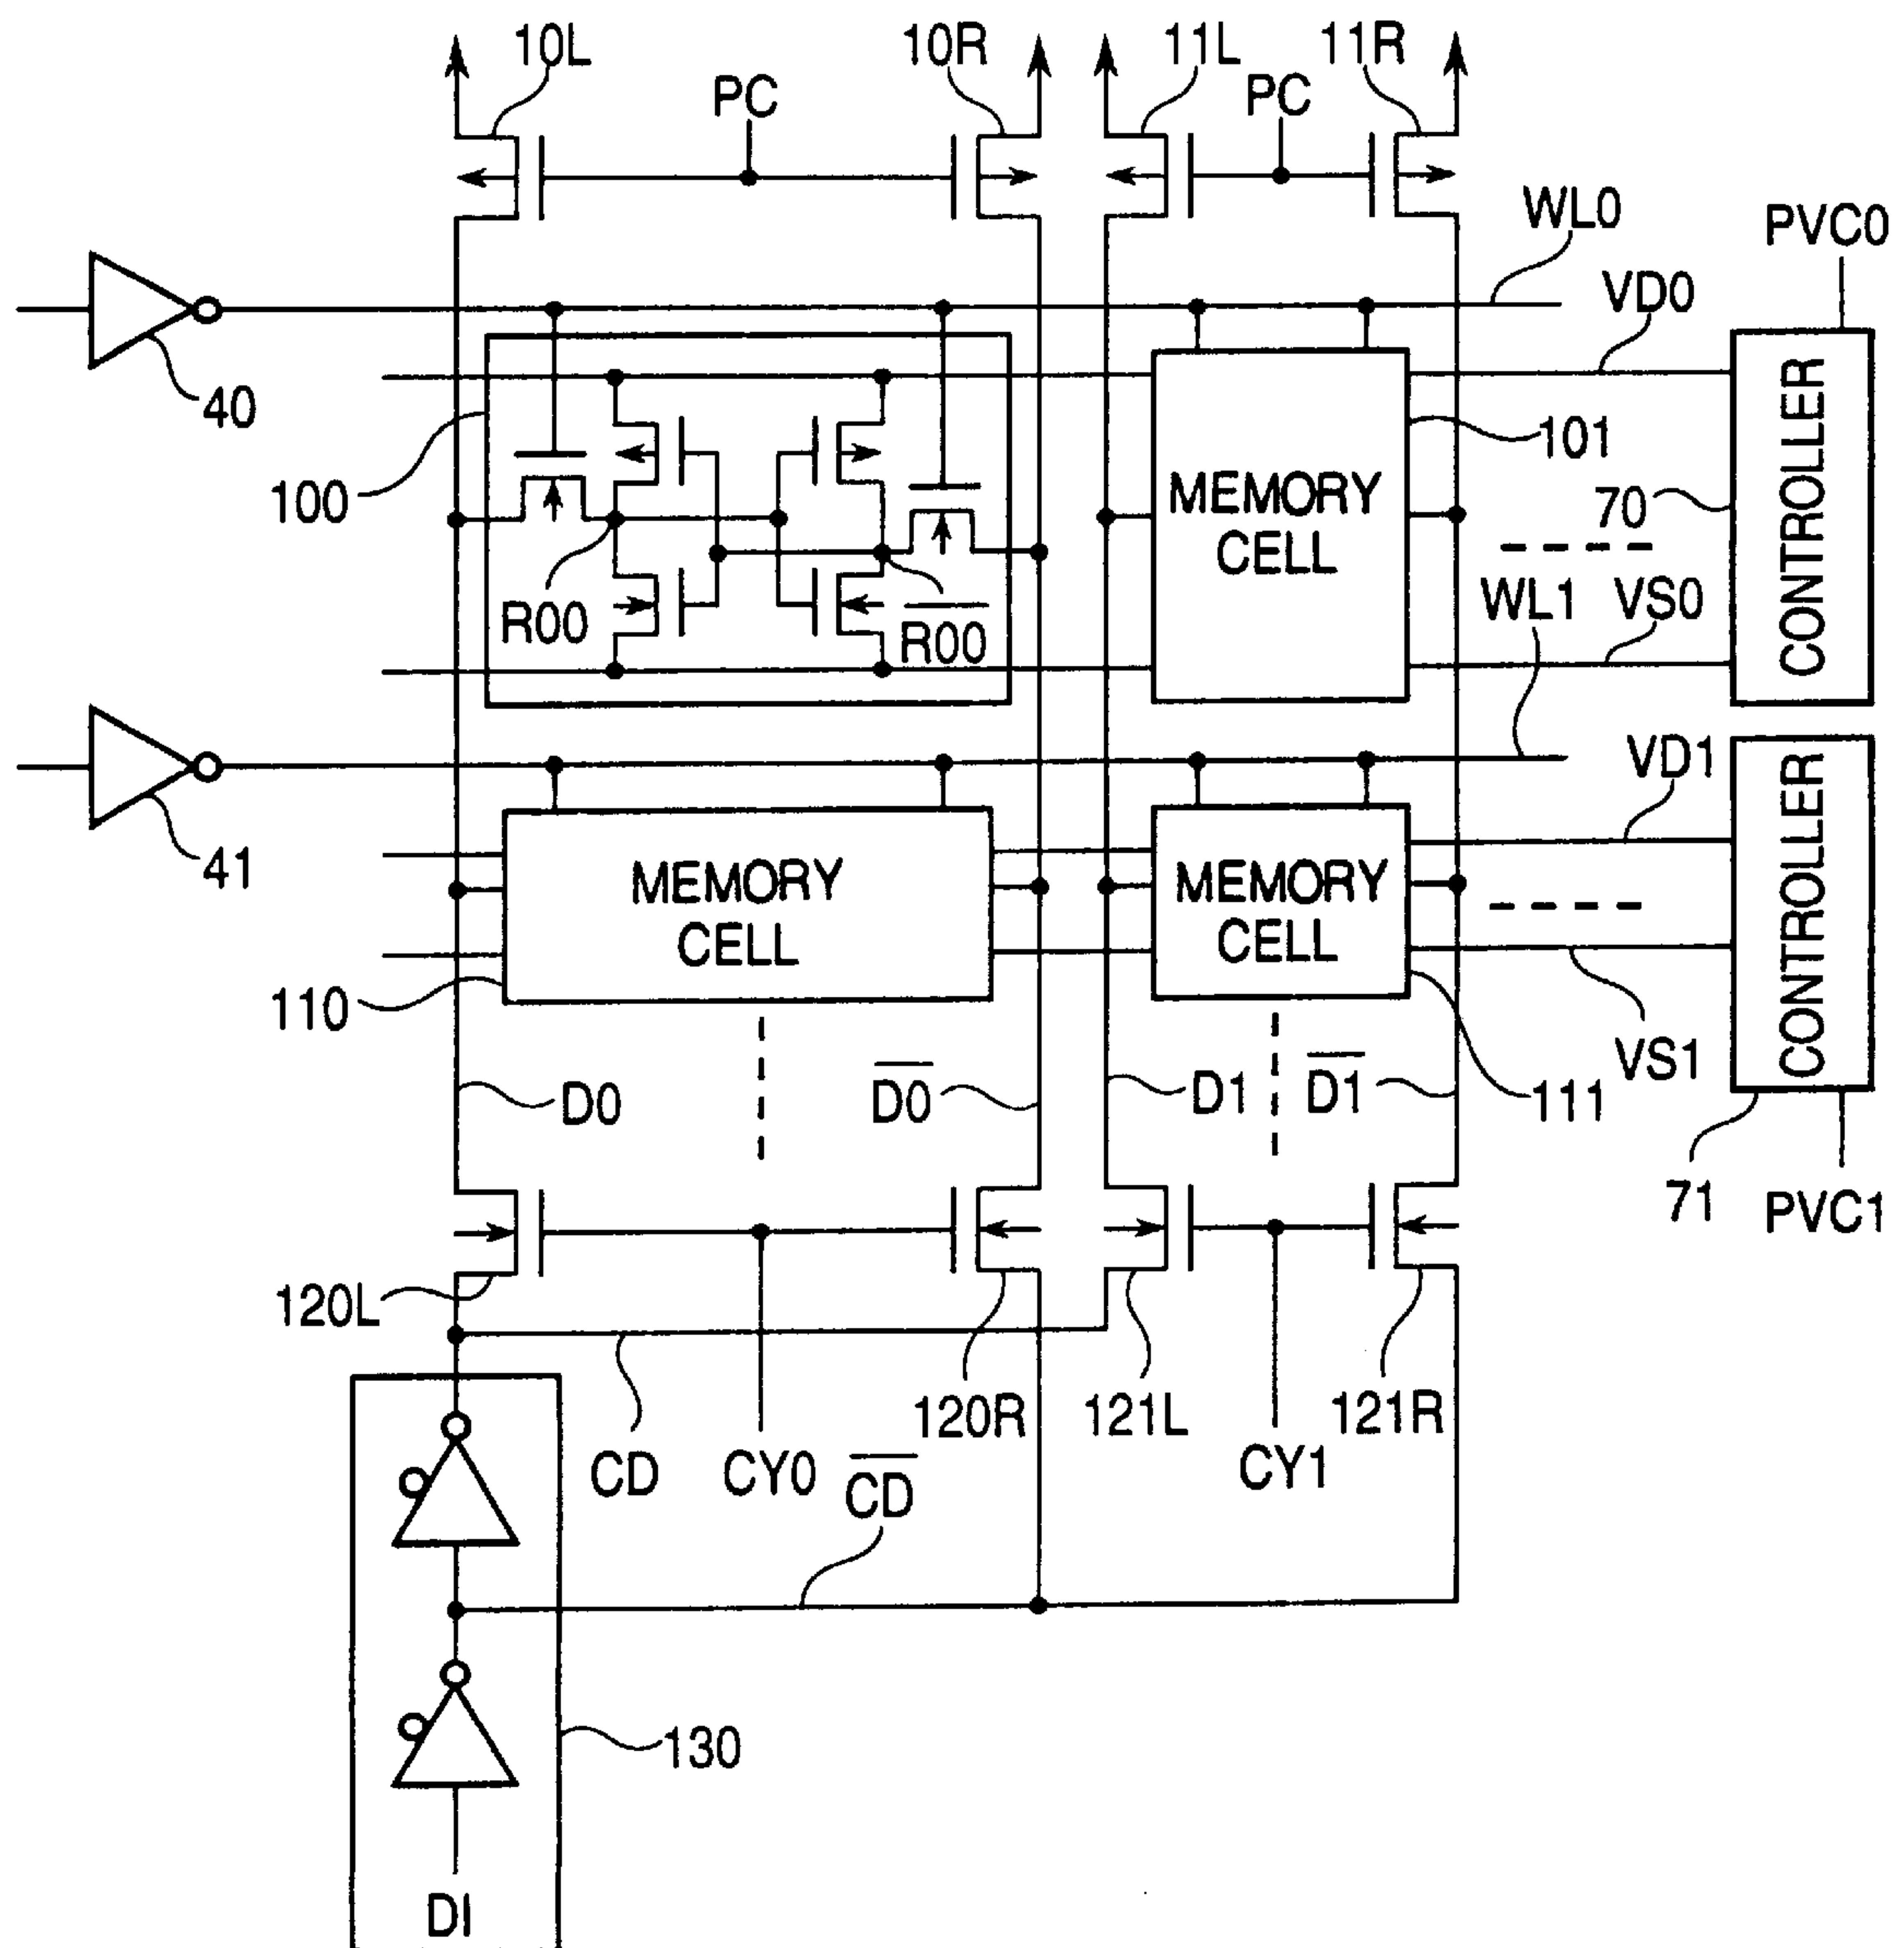 10L
10R
11L
11R
PC
PC
WL0
PVC0
VD0
40
100
101
MEMORY
CELL
70
CONTROLLER
R00
R00
WL1
VS0
VD1
41
MEMORY
CELL
MEMORY
CELL
CONTROLLER
110
VS1
D0
D0
D1
D1
111
71
PVC1
120L
120R
121L
121R
CD
CY0
CD
CY1
130
DI